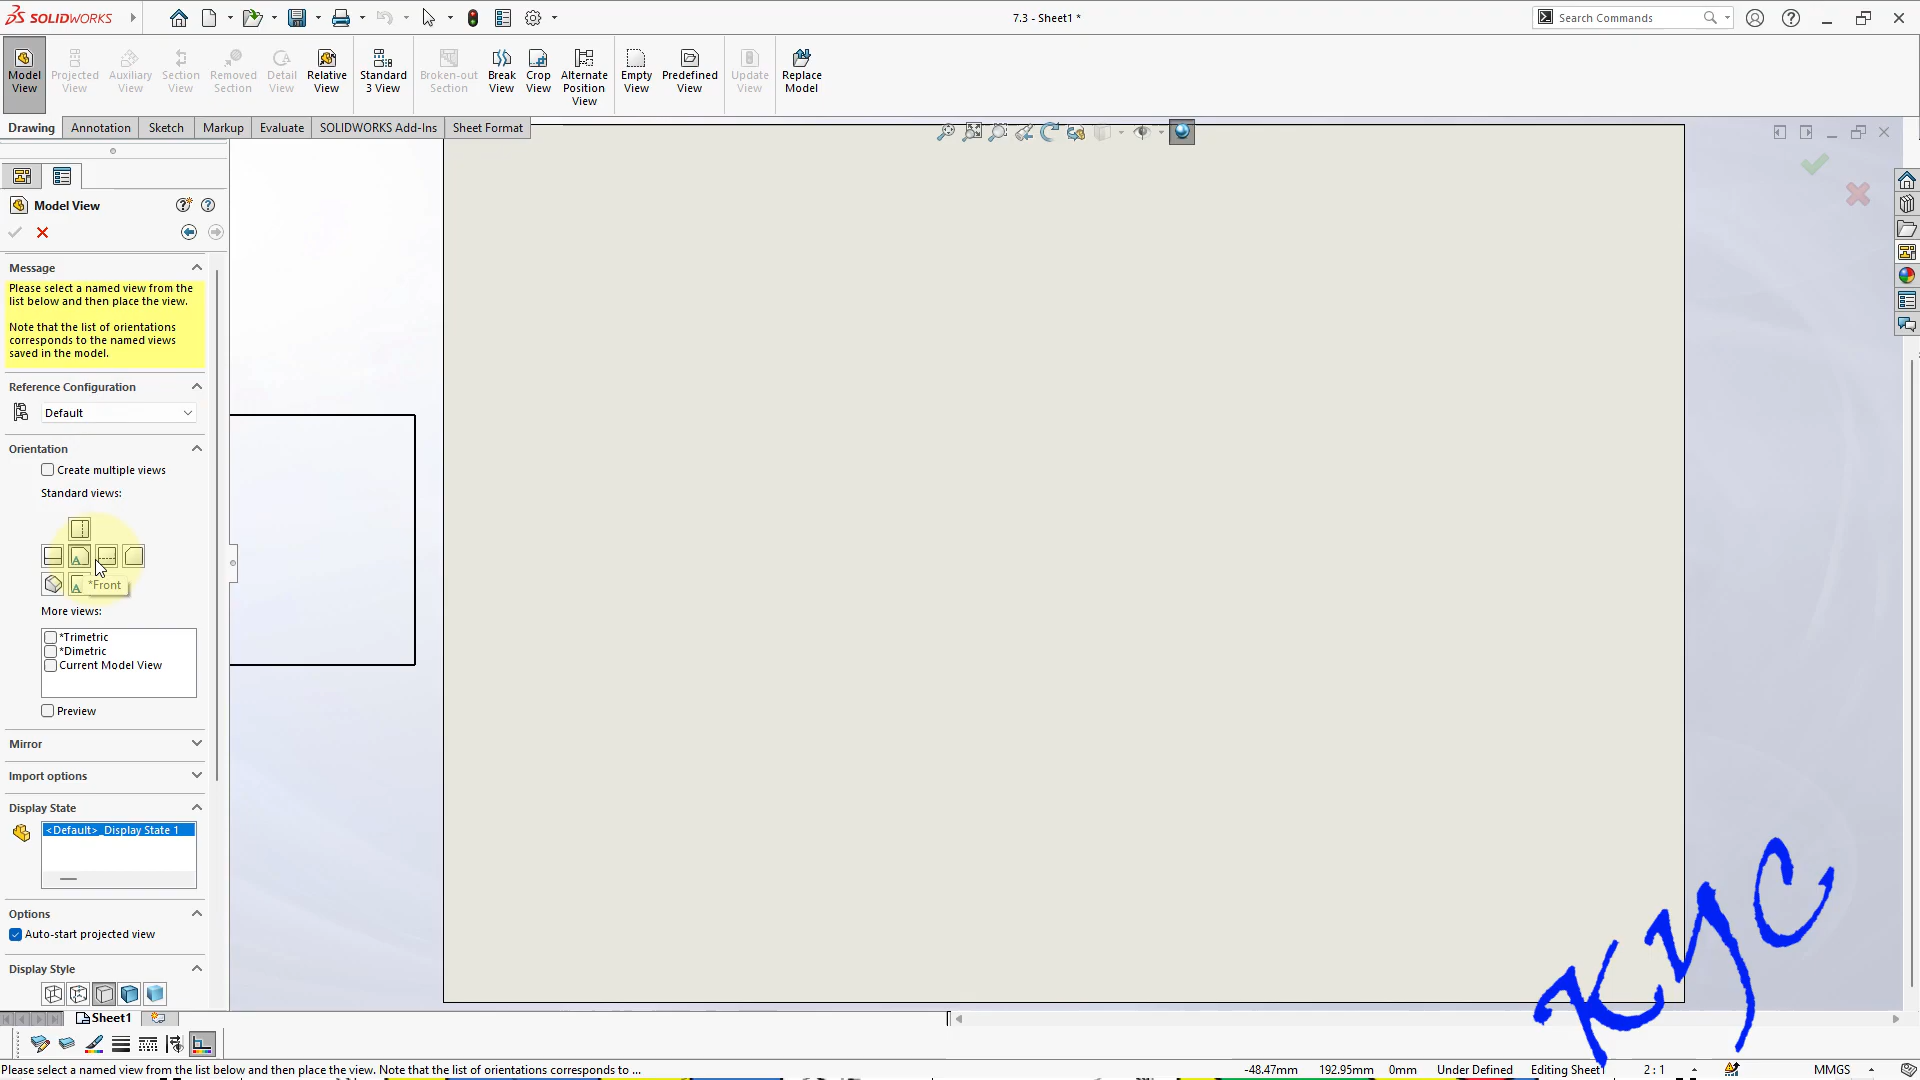 SOLIDWORKS
7.3 - Sheet1 *
Search Commands
Model View
Projected View
Auxiliary View
Section View
Removed Section
Detail View
Relative View
Standard 3 View
Broken-out Section
Break View
Crop View
Alternate Position View
Empty View
Predefined View
Update View
Replace Model
Drawing
Annotation
Sketch
Markup
Evaluate
SOLIDWORKS Add-Ins
Sheet Format
Model View
Message
Please select a named view from the
list below and then place the view.
Note that the list of orientations
corresponds to the named views
saved in the model.
Reference Configuration
Default
Orientation
Create multiple views
Standard views:
*Front
More views:
*Trimetric
*Dimetric
Current Model View
Preview
Mirror
Import options
Display State
<Default>_Display State 1
Options
Auto-start projected view
Display Style
Sheet1
kyc
Please select a named view from the list below and then place the view. Note that the list of orientations corresponds to ...
-48.47mm
192.95mm
0mm
Under Defined
Editing Sheet1
2 : 1
MMGS